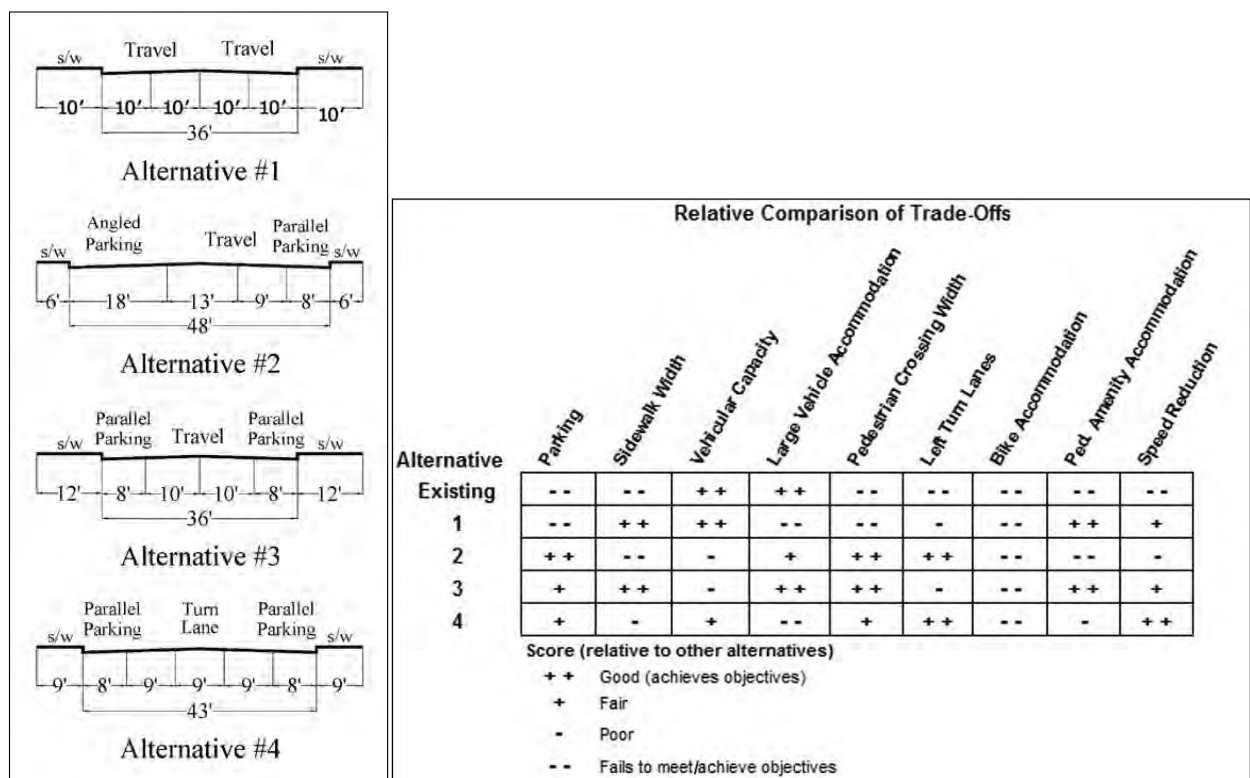 Travel Travel
s/w s/w
10' 10' 10' 10' 10' 10'
36'
Alternative #1
Angled Parking Travel Parallel Parking
s/w s/w
6' 18' 13' 9' 8' 6'
48'
Alternative #2
Parallel Parking Travel Parallel Parking
s/w s/w
12' 8' 10' 10' 8' 12'
36'
Alternative #3
Parallel Parking Turn Lane Parallel Parking
s/w s/w
9' 8' 9' 9' 9' 8' 9'
43'
Alternative #4
Relative Comparison of Trade-Offs
Alternative Parking Sidewalk Width Vehicular Capacity Large Vehicle Accommodation Pedestrian Crossing Width Left Turn Lanes Bike Accommodation Ped. Amenity Accommodation Speed Reduction
Existing -- -- ++ ++ -- -- -- -- --
1 -- ++ ++ -- -- - -- ++ +
2 ++ -- - + ++ ++ -- -- -
3 + ++ - ++ ++ - -- ++ +
4 + - + -- + ++ -- - ++
Score (relative to other alternatives)
++ Good (achieves objectives)
+ Fair
- Poor
-- Fails to meet/achieve objectives